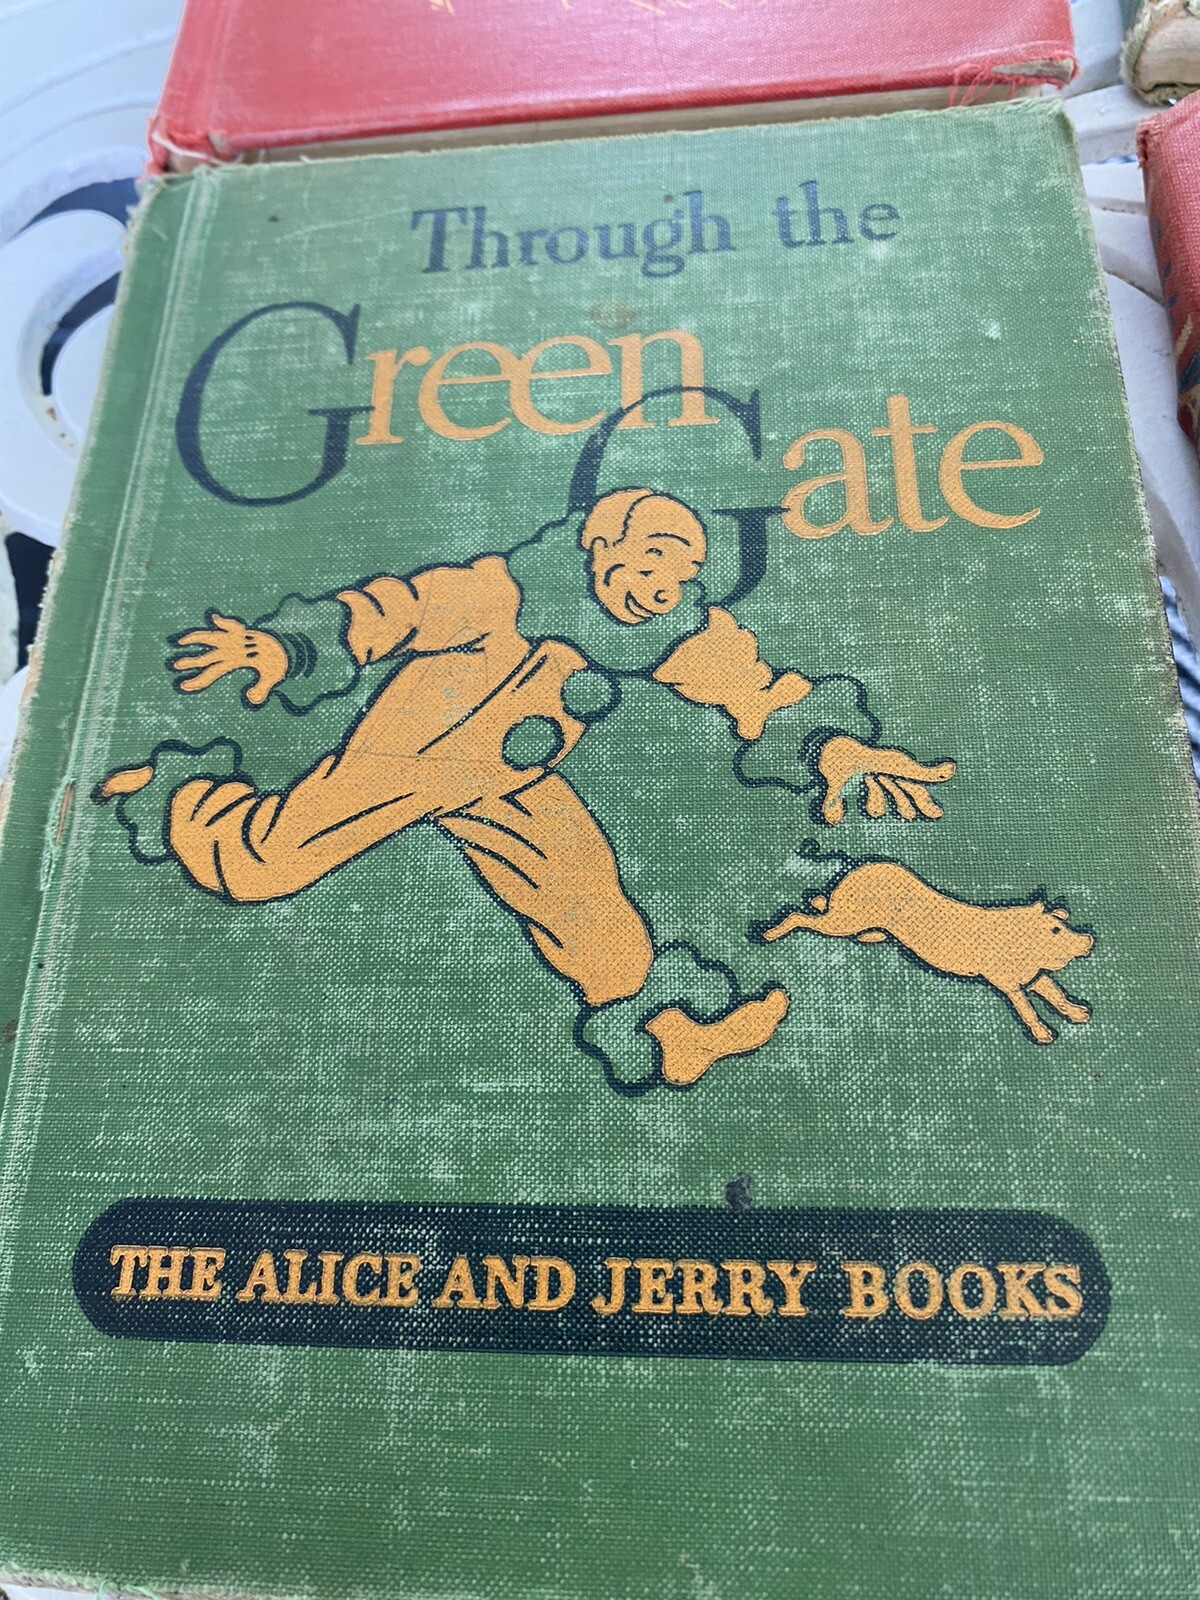 Through the
Green
Gate
THE ALICE AND JERRY BOOKS